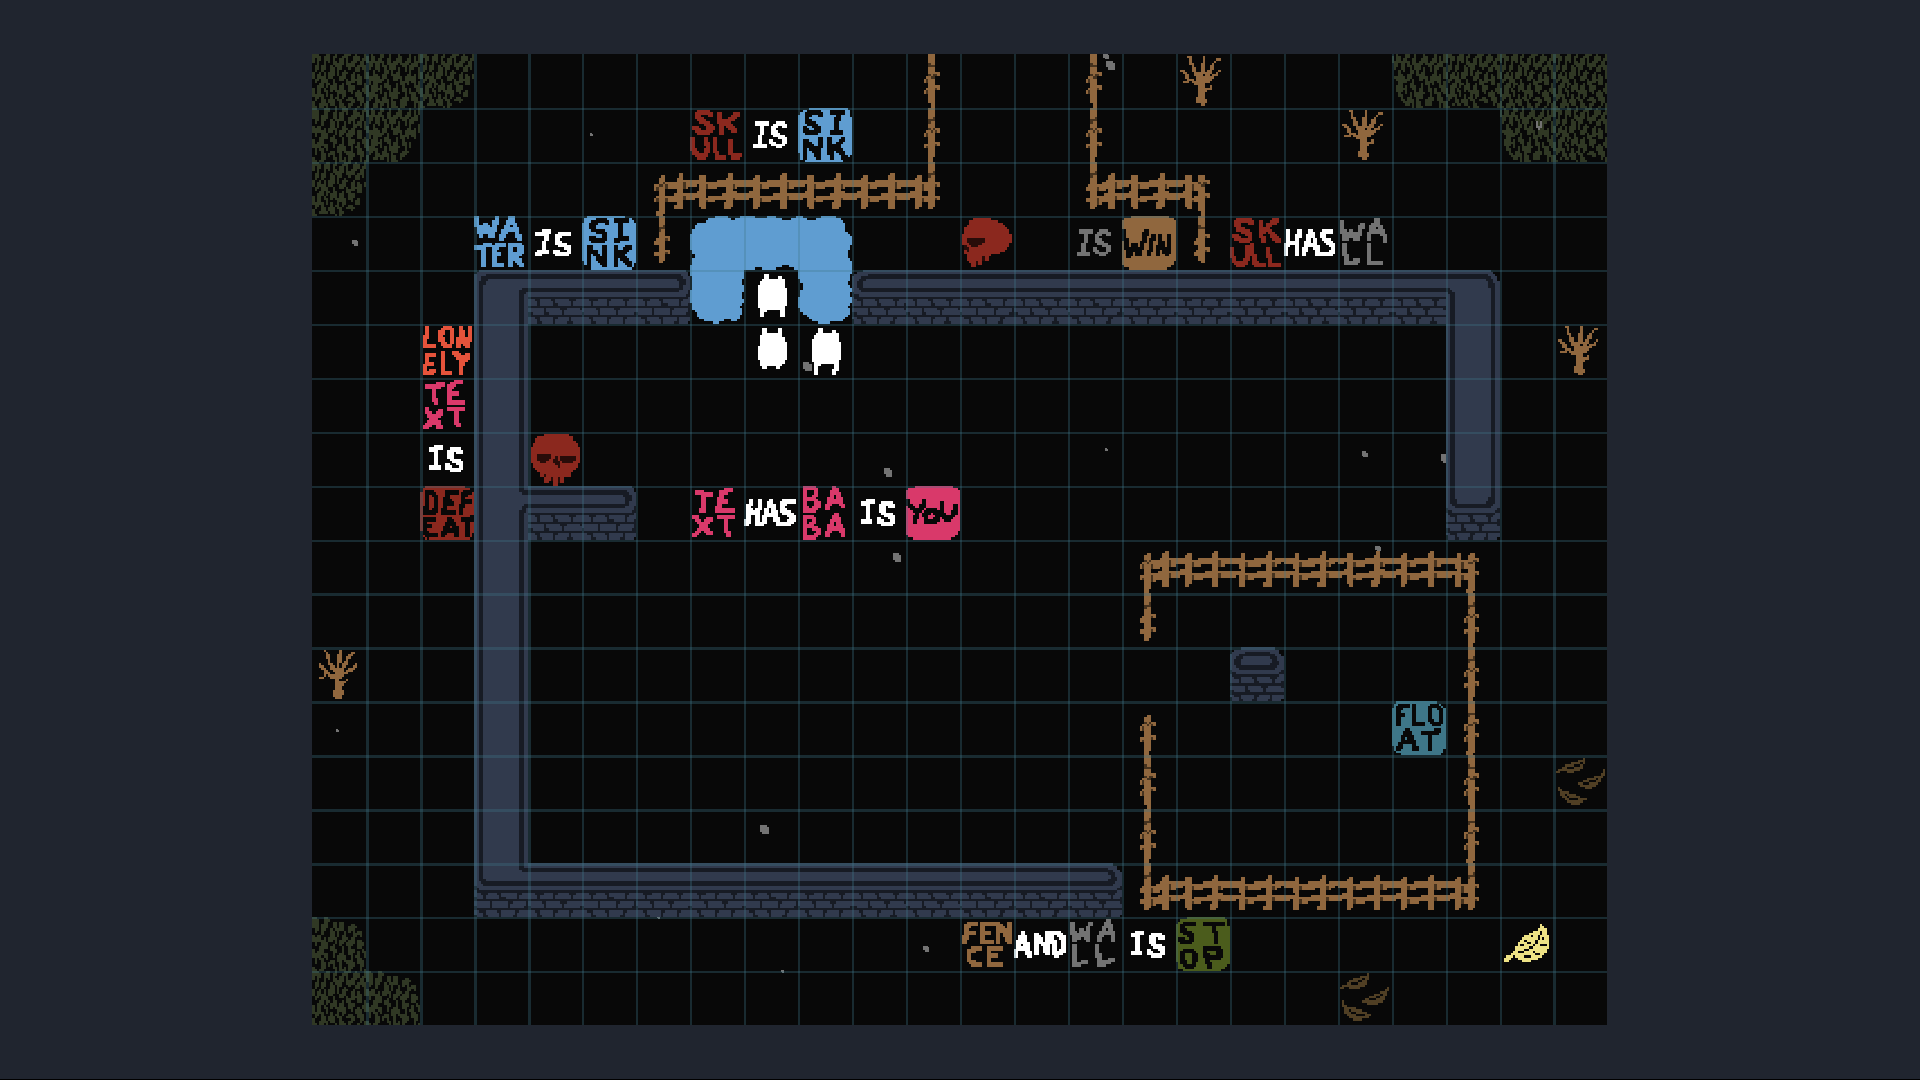 SKULL IS SINK
WATER IS SINK
IS WIN
SKULL HAS WALL
LONELY
TEXT
IS
DEFEAT
TEXT HAS BABA IS YOU
FLOAT
FENCE AND WALL IS STOP